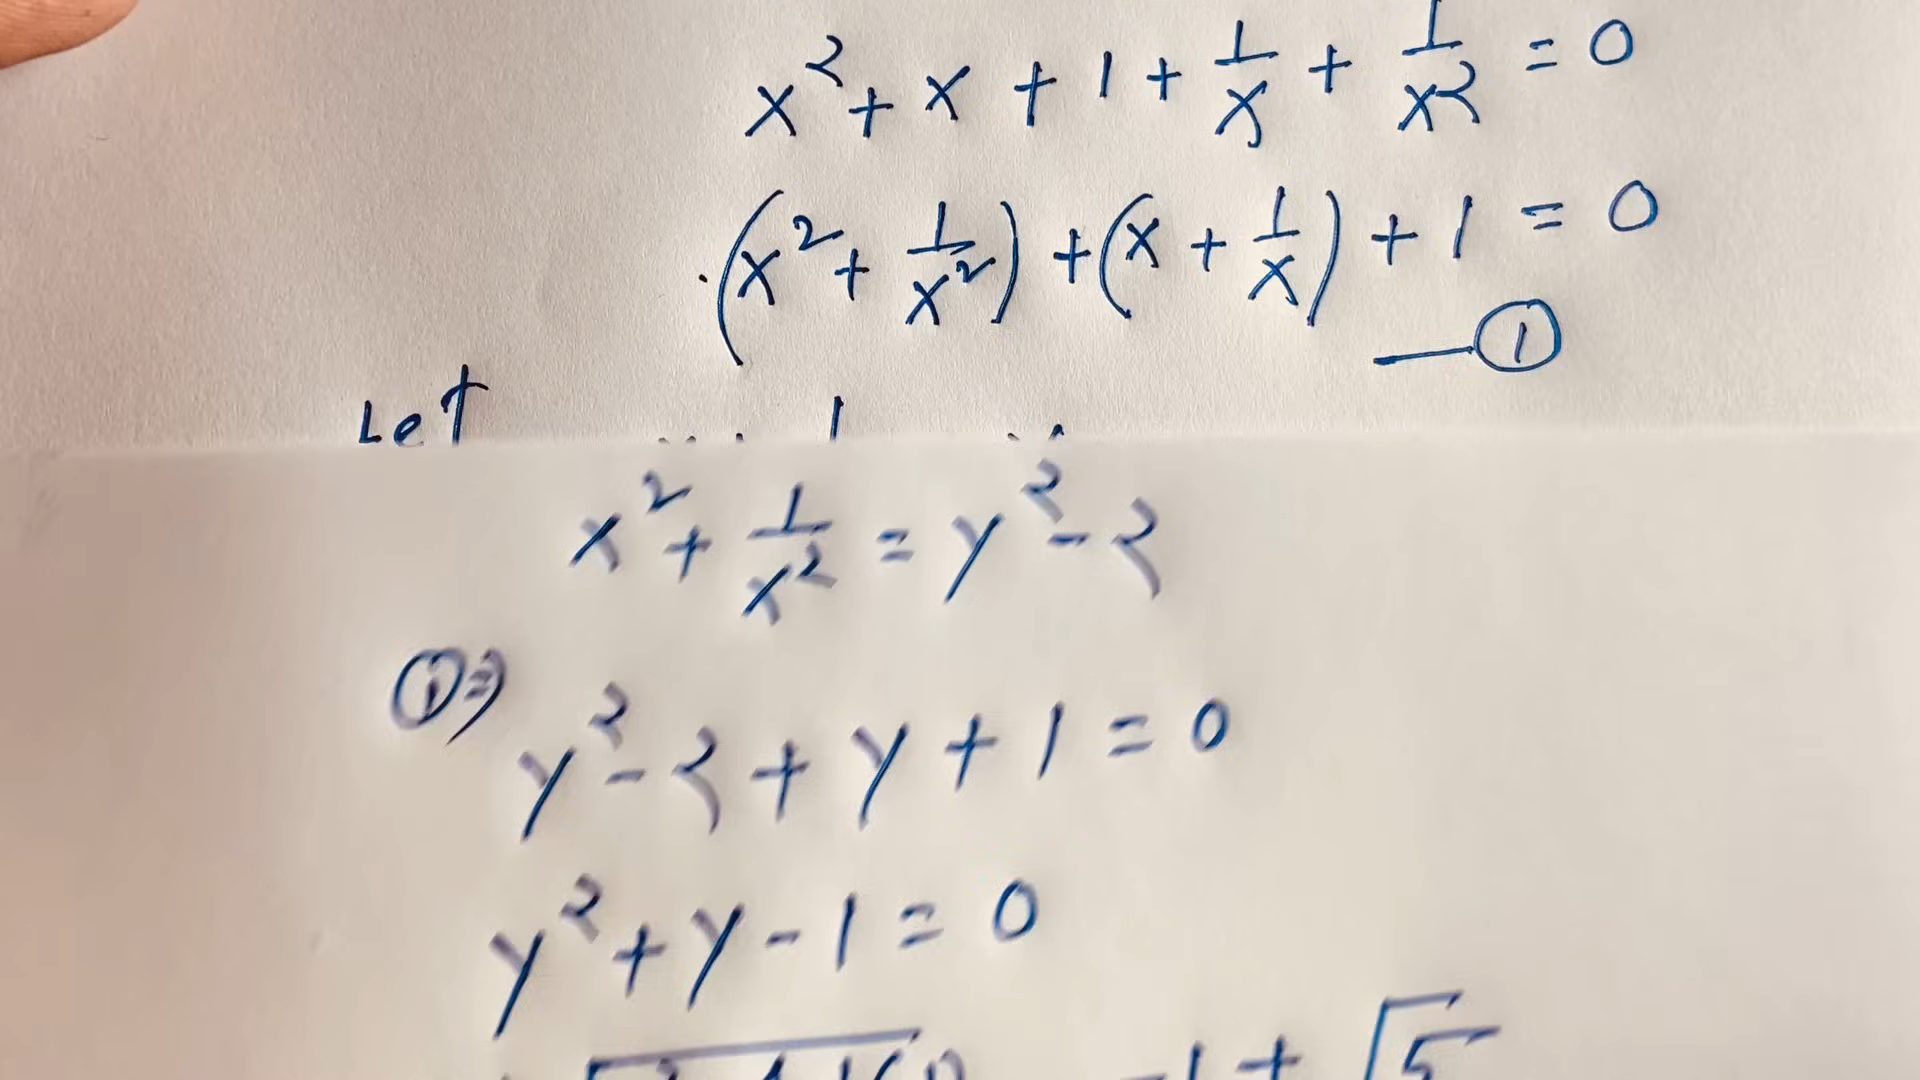 x² + x + 1 + 1/x + 1/x² = 0
(x² + 1/x²) + (x + 1/x) + 1 = 0
— ①
Let
x² + 1/x² = y² - 2
① ⇒
y² - 2 + y + 1 = 0
y² + y - 1 = 0